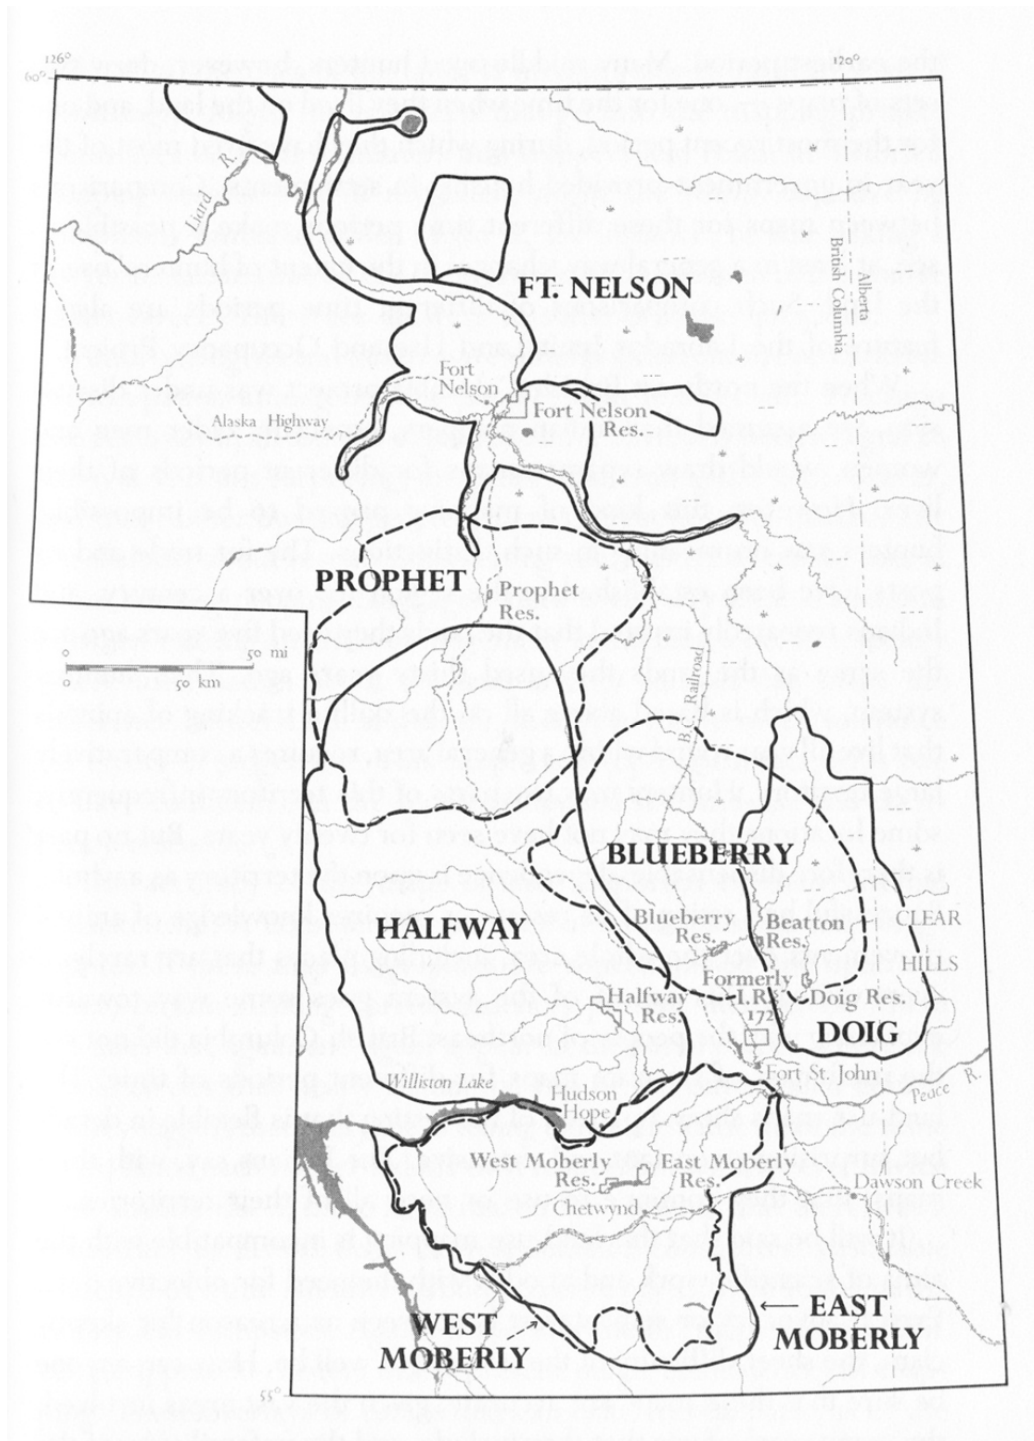 126°
120°
60°
Liard R.
British Columbia
Alberta
FT. NELSON
Fort
Nelson
Alaska Highway
Fort Nelson
Res.
PROPHET
Prophet
Res.
0 50 mi
0 50 km
B.C. Railroad
BLUEBERRY
HALFWAY
Blueberry
Res.
Beatton
Res.
CLEAR
HILLS
Formerly
I.R.
172
Doig Res.
Halfway
Res.
DOIG
Fort St. John
Peace R.
Williston Lake
Hudson
Hope
West Moberly
Res.
East Moberly
Res.
Dawson Creek
Chetwynd
WEST
MOBERLY
EAST
MOBERLY
55°